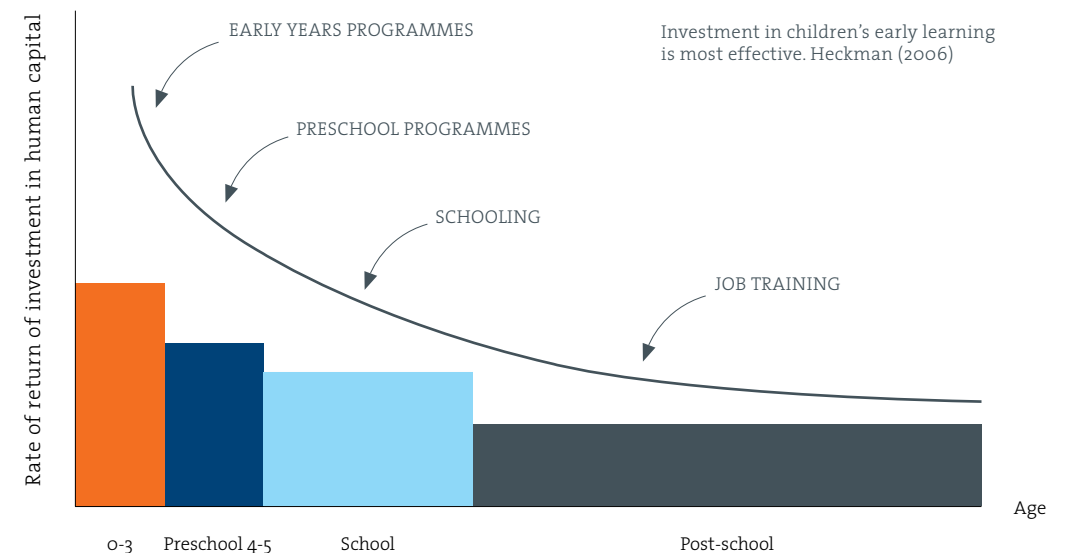 Rate of return of investment in human capital
EARLY YEARS PROGRAMMES
Investment in children’s early learning
is most effective. Heckman (2006)
PRESCHOOL PROGRAMMES
SCHOOLING
JOB TRAINING
Age
0-3
Preschool 4-5
School
Post-school